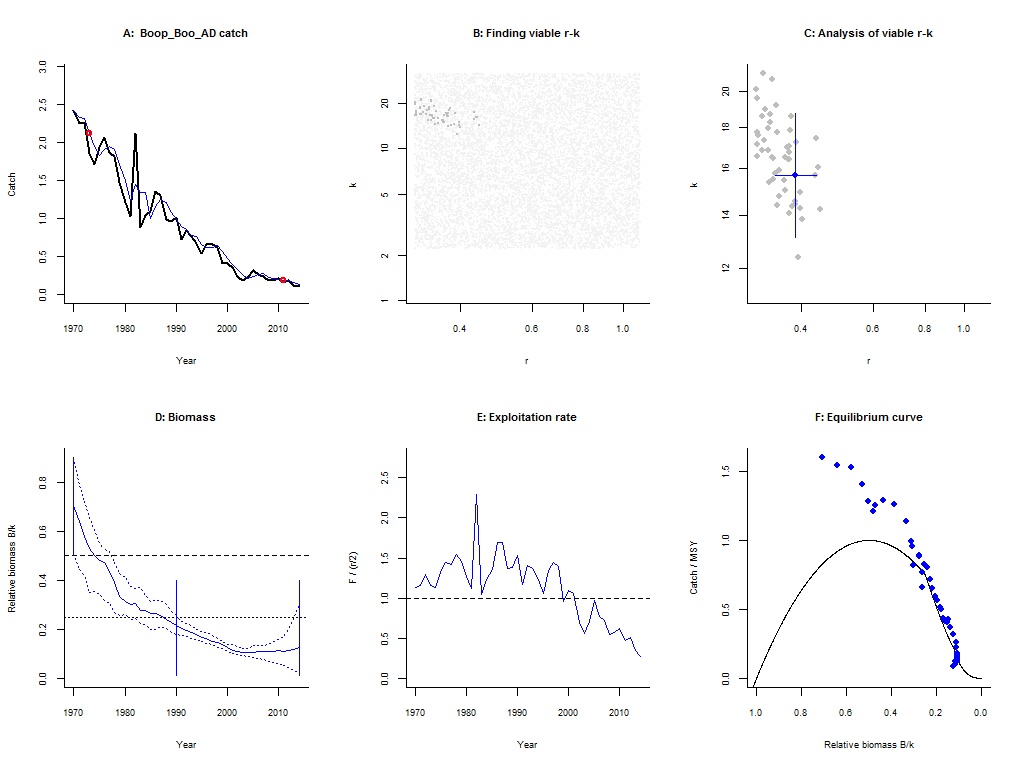 A: Boop_Boo_AD catch
Catch
3.0
2.5
2.0
1.5
1.0
0.5
0.0
1970 1980 1990 2000 2010
Year
B: Finding viable r-k
k
20
10
5
2
1
0.4 0.6 0.8 1.0
r
C: Analysis of viable r-k
k
20
18
16
14
12
0.4 0.6 0.8 1.0
r
D: Biomass
Relative biomass B/k
0.8
0.6
0.4
0.2
0.0
1970 1980 1990 2000 2010
Year
E: Exploitation rate
F / (r/2)
2.5
2.0
1.5
1.0
0.5
0.0
1970 1980 1990 2000 2010
Year
F: Equilibrium curve
Catch / MSY
1.5
1.0
0.5
0.0
1.0 0.8 0.6 0.4 0.2 0.0
Relative biomass B/k